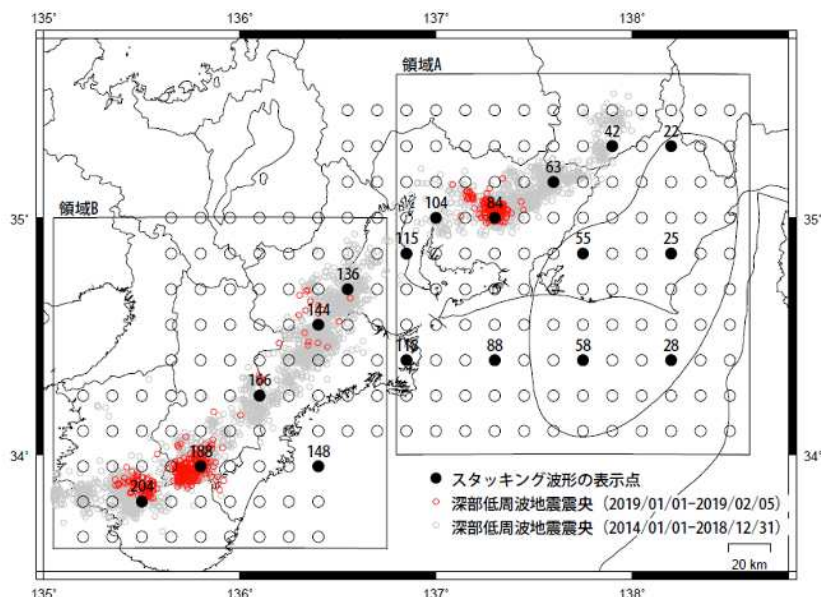 135° 136° 137° 138°
領域A
42 22
63
35° 104 84 35°
領域B
115 55 25
136
144
118 88 58 28
166
34° 188 148 34°
204
スタッキング波形の表示点
深部低周波地震震央（2019/01/01-2019/02/05）
深部低周波地震震央（2014/01/01-2018/12/31）
20 km
135° 136° 137° 138°